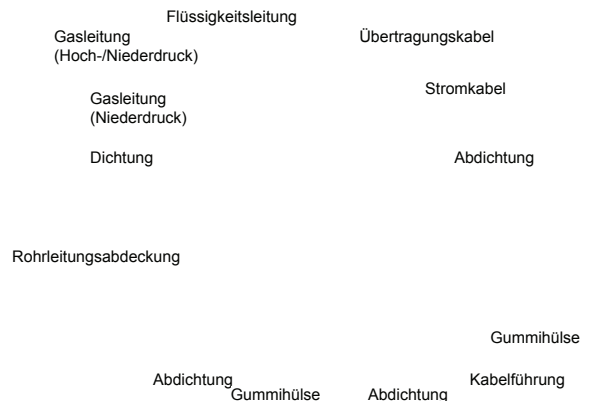 Flüssigkeitsleitung
Gasleitung
(Hoch-/Niederdruck)
Übertragungskabel
Stromkabel
Gasleitung
(Niederdruck)
Dichtung
Abdichtung
Rohrleitungsabdeckung
Gummihülse
Abdichtung
Kabelführung
Gummihülse
Abdichtung